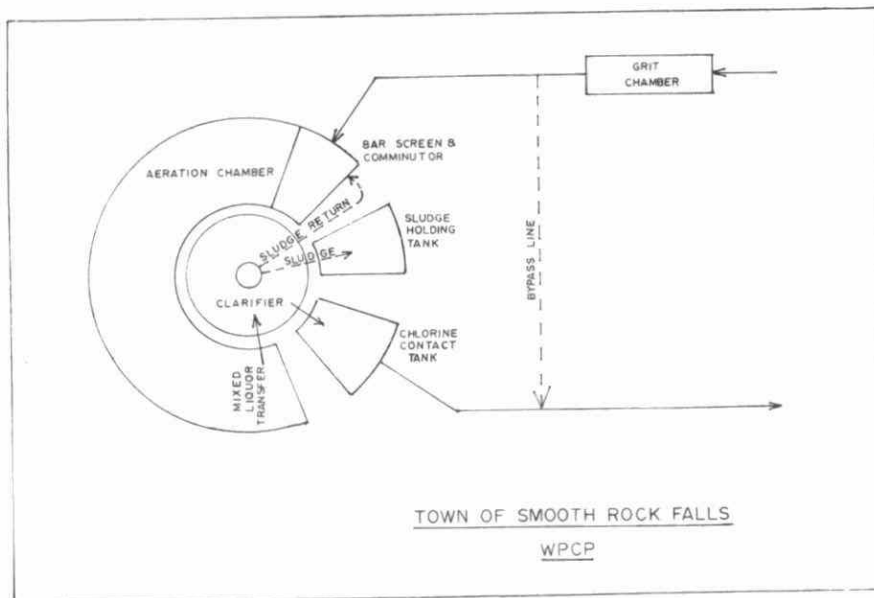 GRIT
CHAMBER
BAR SCREEN &
COMMINUTOR
AERATION CHAMBER
SLUDGE RETURN
SLUDGE
SLUDGE
HOLDING
TANK
BYPASS LINE
CLARIFIER
CHLORINE
CONTACT
TANK
MIXED
LIQUOR
TRANSFER
TOWN OF SMOOTH ROCK FALLS
WPCP